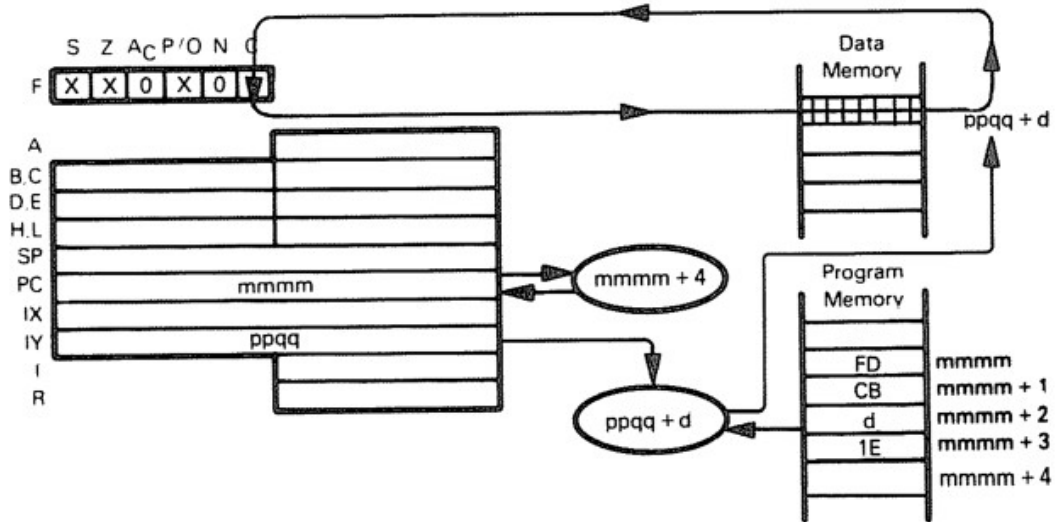 S Z AC P/O N C
F X X 0 X 0
Data
Memory
ppqq + d
A
B,C
D,E
H,L
SP
PC mmmm
IX
IY ppqq
I
R
mmmm + 4
ppqq + d
Program
Memory
FD mmmm
CB mmmm + 1
d mmmm + 2
1E mmmm + 3
mmmm + 4